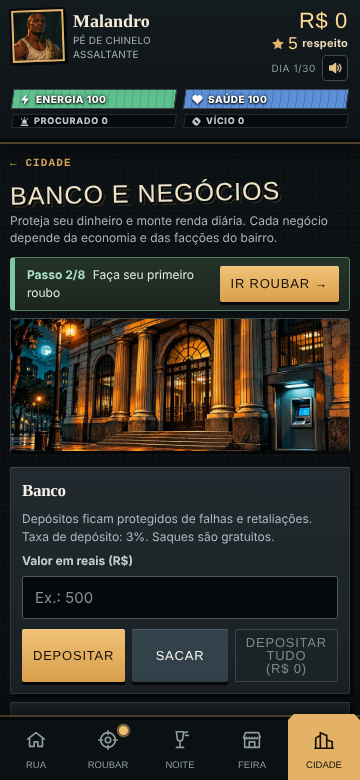 Malandro
PÉ DE CHINELO
ASSALTANTE
R$ 0
5 respeito
DIA 1/30
ENERGIA 100
SAÚDE 100
PROCURADO 0
VÍCIO 0
← CIDADE
BANCO E NEGÓCIOS
Proteja seu dinheiro e monte renda diária. Cada negócio
depende da economia e das facções do bairro.
Passo 2/8 Faça seu primeiro
roubo
IR ROUBAR →
Banco
Depósitos ficam protegidos de falhas e retaliações.
Taxa de depósito: 3%. Saques são gratuitos.
Valor em reais (R$)
Ex.: 500
DEPOSITAR
SACAR
DEPOSITAR
TUDO
(R$ 0)
RUA
ROUBAR
NOITE
FEIRA
CIDADE